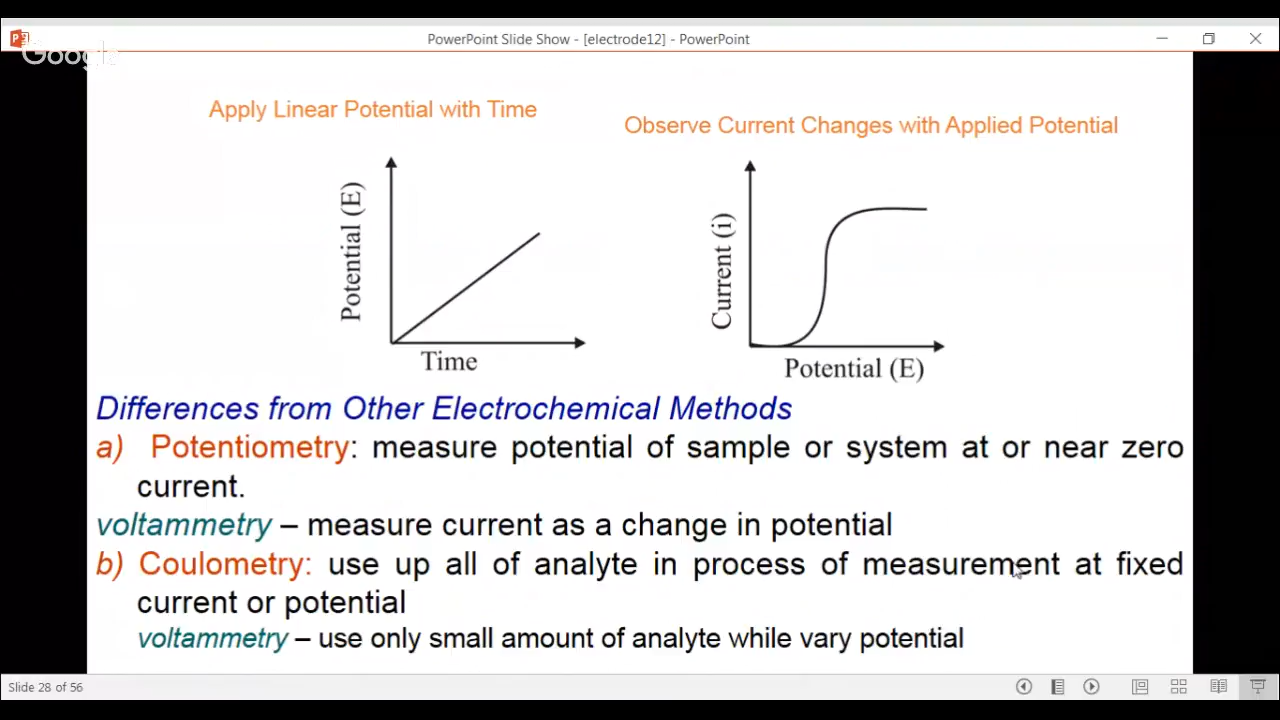 PowerPoint Slide Show - [electrode12] - PowerPoint
Google
Apply Linear Potential with Time
Observe Current Changes with Applied Potential
Potential (E)
Time
Current (i)
Potential (E)
Differences from Other Electrochemical Methods
a) Potentiometry: measure potential of sample or system at or near zero
current.
voltammetry – measure current as a change in potential
b) Coulometry: use up all of analyte in process of measurement at fixed
current or potential
voltammetry – use only small amount of analyte while vary potential
Slide 28 of 56